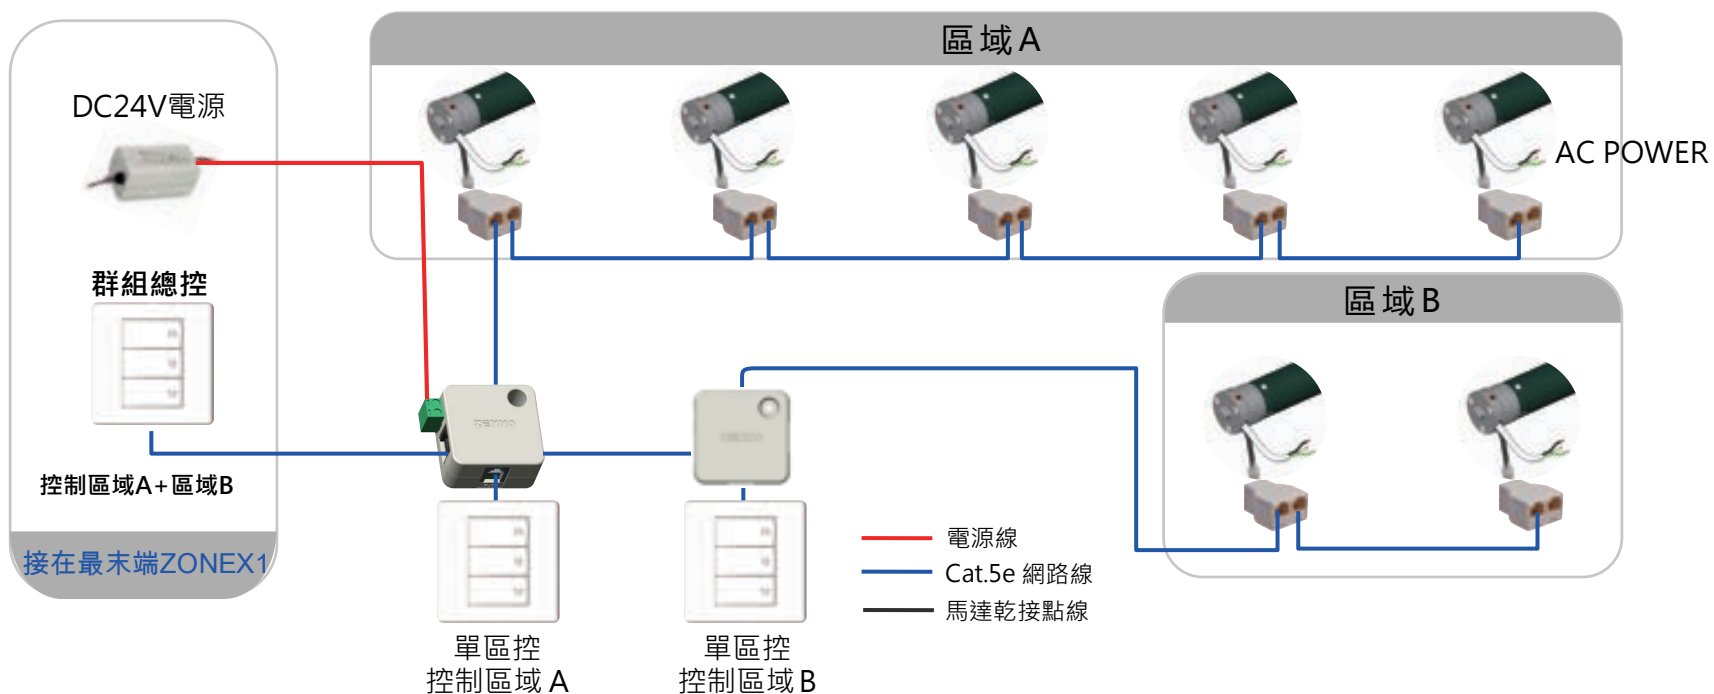 區域A
DC24V電源
AC POWER
群組總控
區域B
控制區域A+區域B
接在最末端ZONEX1
電源線
Cat.5e 網路線
馬達乾接點線
單區控
控制區域 A
單區控
控制區域 B